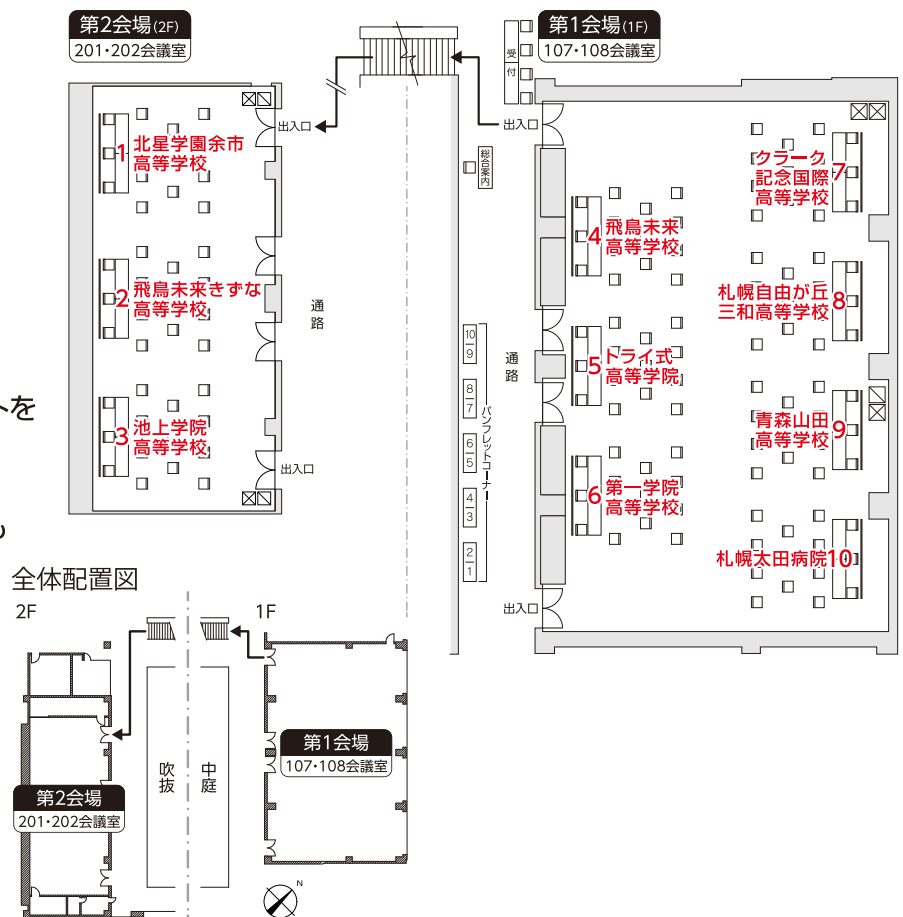 第2会場(2F)
201・202会議室
第1会場(1F)
107・108会議室
受付
出入口
出入口
総合案内
1 北星学園余市
高等学校
2 飛鳥未来きずな
高等学校
3 池上学院
高等学校
出入口
通路
4 飛鳥未来
高等学校
5 トライ式
高等学院
6 第一学院
高等学校
クラーク
記念国際
高等学校 7
札幌自由が丘
三和高等学校 8
青森山田
高等学校 9
札幌太田病院 10
通路
出入口
10
9
8
7
6
5
4
3
2
1
パンフレットコーナー
トを
全体配置図
2F
1F
第1会場
107・108会議室
第2会場
201・202会議室
吹抜
中庭
N